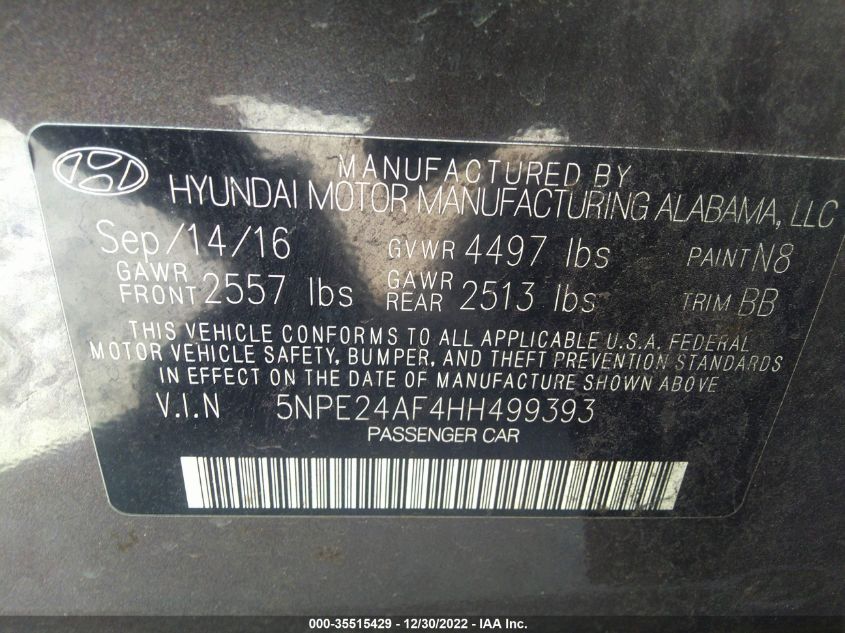 MANUFACTURED BY
HYUNDAI MOTOR MANUFACTURING ALABAMA, LLC
Sep/14/16 GVWR 4497 lbs PAINT N8
GAWR FRONT 2557 lbs GAWR REAR 2513 lbs TRIM BB
THIS VEHICLE CONFORMS TO ALL APPLICABLE U.S.A. FEDERAL
MOTOR VEHICLE SAFETY, BUMPER, AND THEFT PREVENTION STANDARDS
IN EFFECT ON THE DATE OF MANUFACTURE SHOWN ABOVE
V.I.N 5NPE24AF4HH499393
PASSENGER CAR
000-35515429 - 12/30/2022 - IAA Inc.